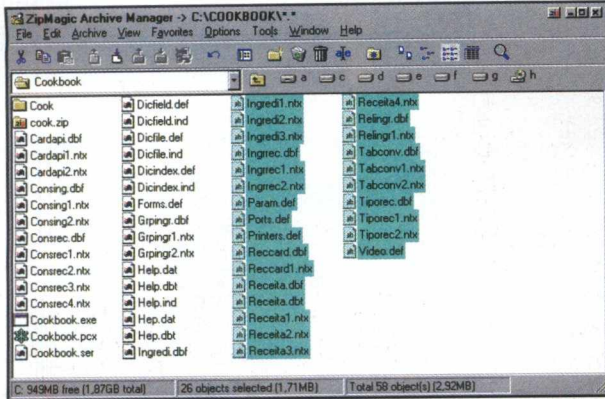 ZipMagic Archive Manager -> C:\COOKBOOK\*.*
File Edit Archive View Favorites Options Tools Window Help
Cookbook a c d e f g h
Cook
cook.zip
Cardapi.dbf
Cardapi1.ntx
Cardapi2.ntx
Consing.dbf
Consing1.ntx
Consing2.ntx
Consrec.dbf
Consrec1.ntx
Consrec2.ntx
Consrec3.ntx
Consrec4.ntx
Cookbook.exe
Cookbook.pcx
Cookbook.ser
Dicfield.def
Dicfield.ind
Dicfile.def
Dicfile.ind
Dicindex.def
Dicindex.ind
Forms.def
Grpingr.dbf
Grpingr1.ntx
Grpingr2.ntx
Help.dat
Help.dbt
Help.ind
Hep.dat
Hep.dbt
Ingredi.dbf
Ingredi1.ntx
Ingredi2.ntx
Ingredi3.ntx
Ingrrec.dbf
Ingrrec1.ntx
Ingrrec2.ntx
Param.def
Ports.def
Printers.def
Reccard.dbf
Reccard1.ntx
Receita.dbf
Receita.dbt
Receita1.ntx
Receita2.ntx
Receita3.ntx
Receita4.ntx
Relingr.dbf
Relingr1.ntx
Tabconv.dbf
Tabconv1.ntx
Tabconv2.ntx
Tiporec.dbf
Tiporec1.ntx
Tiporec2.ntx
Video.def
C: 949MB free (1,87GB total) 26 objects selected (1,71MB) Total 58 object(s) (2,92MB)